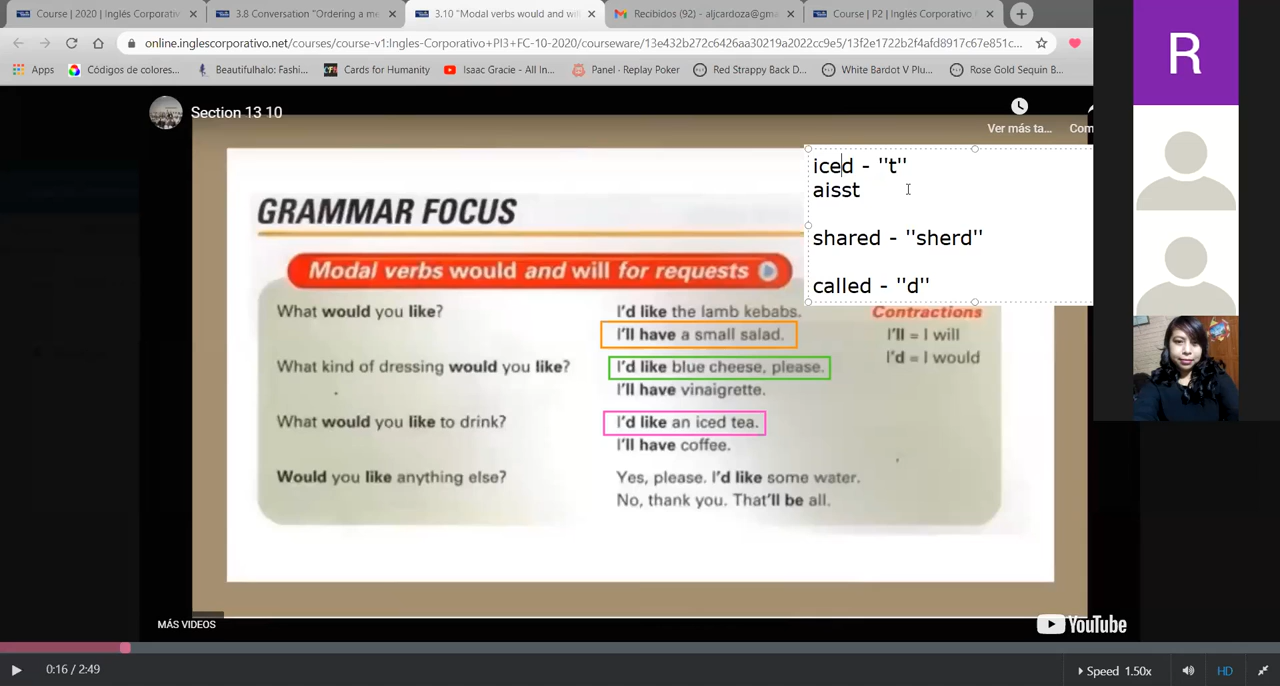 Course | 2020 | Inglés Corporativ
3.8 Conversation "Ordering a me
3.10 "Modal verbs would and will
Recibidos (92) - aljcardoza@gma
Course | P2 | Inglés Corporativo
online.inglescorporativo.net/courses/course-v1:Ingles-Corporativo+PI3+FC-10-2020/courseware/13e432b272c6426aa30219a2022cc9e5/13f2e1722b2f4afd8917c67e851c...
Apps
Códigos de colores...
Beautifulhalo: Fashi...
Cards for Humanity
Isaac Gracie - All In...
Panel · Replay Poker
Red Strappy Back D...
White Bardot V Plu...
Rose Gold Sequin B...
R
Section 13 10
Ver más ta...
Com
iced - ''t''
aisst
shared - ''sherd''
called - ''d''
GRAMMAR FOCUS
Modal verbs would and will for requests
What would you like?
I'd like the lamb kebabs.
I'll have a small salad.
What kind of dressing would you like?
I'd like blue cheese, please.
I'll have vinaigrette.
What would you like to drink?
I'd like an iced tea.
I'll have coffee.
Would you like anything else?
Yes, please. I'd like some water.
No, thank you. That'll be all.
Contractions
I'll = I will
I'd = I would
MÁS VIDEOS
YouTube
0:16 / 2:49
Speed 1.50x
HD